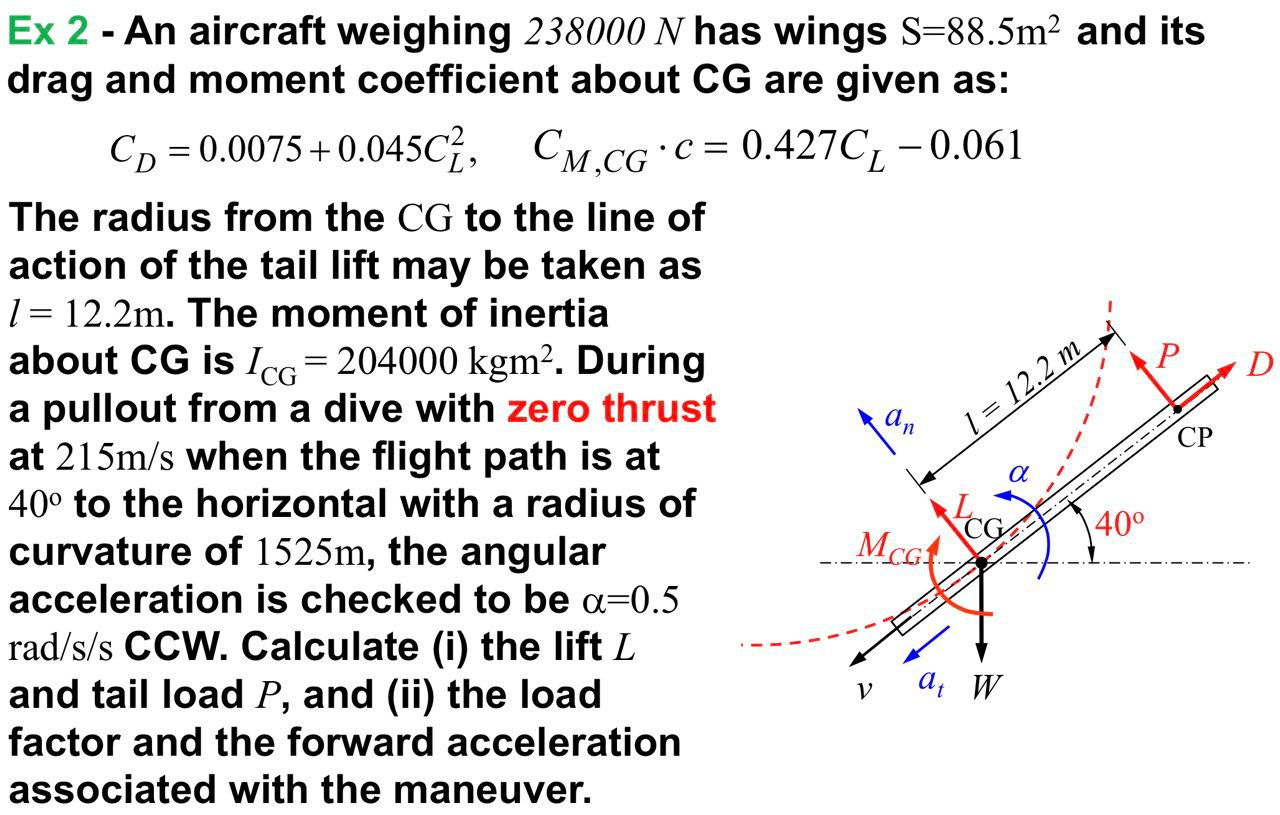 Ex 2 - An aircraft weighing 238000 N has wings S=88.5m² and its
drag and moment coefficient about CG are given as:
C_D = 0.0075 + 0.045C_L², C_M,CG · c = 0.427C_L − 0.061
The radius from the CG to the line of
action of the tail lift may be taken as
l = 12.2m. The moment of inertia
about CG is I_CG = 204000 kgm². During
a pullout from a dive with zero thrust
at 215m/s when the flight path is at
40º to the horizontal with a radius of
curvature of 1525m, the angular
acceleration is checked to be α=0.5
rad/s/s CCW. Calculate (i) the lift L
and tail load P, and (ii) the load
factor and the forward acceleration
associated with the maneuver.
l = 12.2 m
P
D
a_n
CP
α
L
CG
40º
M_CG
v
a_t
W